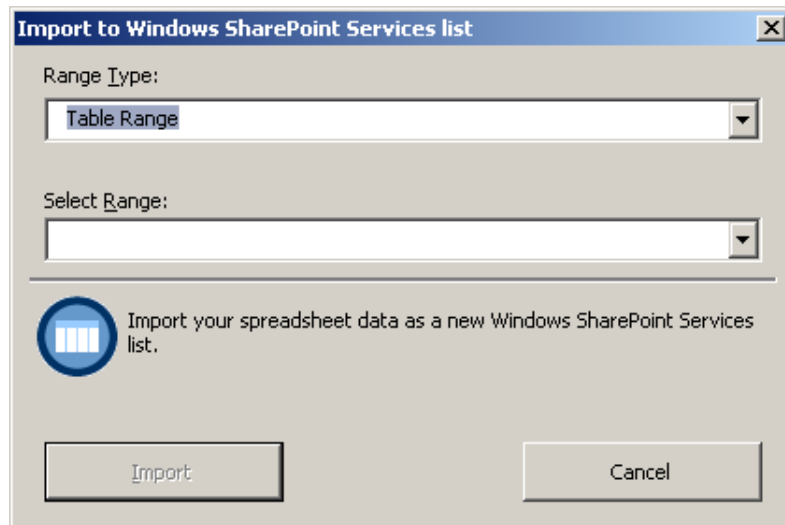 Import to Windows SharePoint Services list
Range Type:
Table Range
Select Range:
Import your spreadsheet data as a new Windows SharePoint Services
list.
Import
Cancel